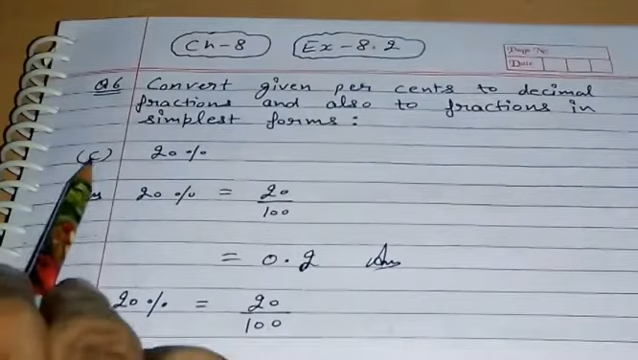 Ch-8 Ex-8.2
Page No
Date
Q6 Convert given per cents to decimal
fractions and also to fractions in
simplest forms:
(c) 20%
20% = 20/100
= 0.2 Ans
20% = 20/100